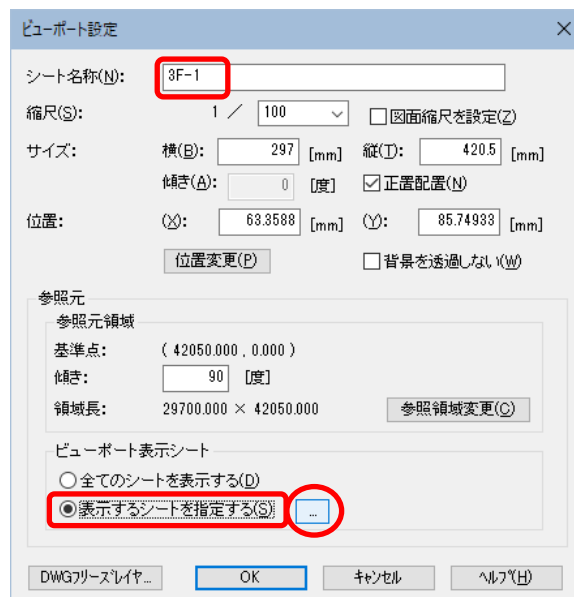 ビューポート設定
シート名称(N): 3F-1
縮尺(S): 1 / 100 図面縮尺を設定(Z)
サイズ: 横(B): 297 [mm] 縦(T): 420.5 [mm]
傾き(A): 0 [度] 正置配置(N)
位置: (X): 63.3588 [mm] (Y): 85.74933 [mm]
位置変更(P) 背景を透過しない(W)
参照元
参照元領域
基準点: ( 42050.000 , 0.000 )
傾き: 90 [度]
領域長: 29700.000 × 42050.000 参照領域変更(C)
ビューポート表示シート
全てのシートを表示する(D)
表示するシートを指定する(S) ...
DWGフリーズレイヤ... OK キャンセル ヘルプ(H)